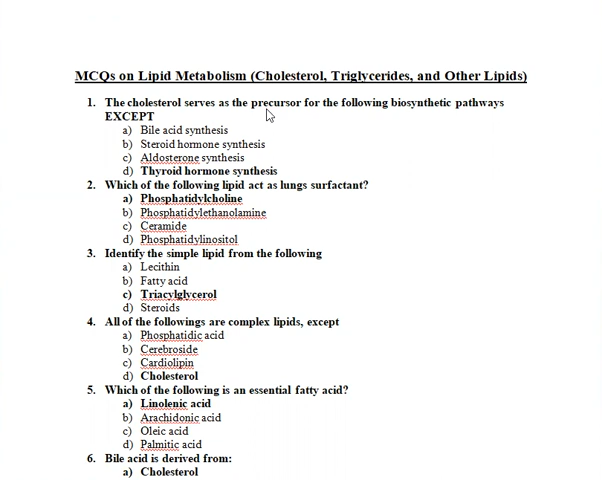 MCQs on Lipid Metabolism (Cholesterol, Triglycerides, and Other Lipids)
1. The cholesterol serves as the precursor for the following biosynthetic pathways
EXCEPT
a) Bile acid synthesis
b) Steroid hormone synthesis
c) Aldosterone synthesis
d) Thyroid hormone synthesis
2. Which of the following lipid act as lungs surfactant?
a) Phosphatidylcholine
b) Phosphatidylethanolamine
c) Ceramide
d) Phosphatidylinositol
3. Identify the simple lipid from the following
a) Lecithin
b) Fatty acid
c) Triacylglycerol
d) Steroids
4. All of the followings are complex lipids, except
a) Phosphatidic acid
b) Cerebroside
c) Cardiolipin
d) Cholesterol
5. Which of the following is an essential fatty acid?
a) Linolenic acid
b) Arachidonic acid
c) Oleic acid
d) Palmitic acid
6. Bile acid is derived from:
a) Cholesterol